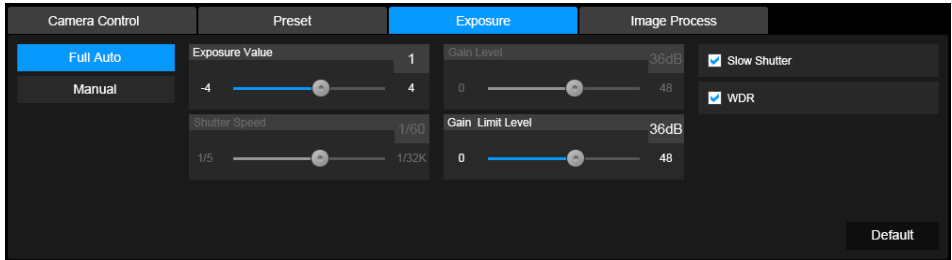 Camera Control Preset Exposure Image Process
Full Auto
Manual
Exposure Value 1
-4 4
Gain Level 36dB
0 48
Shutter Speed 1/60
1/5 1/32K
Gain Limit Level 36dB
0 48
Slow Shutter
WDR
Default